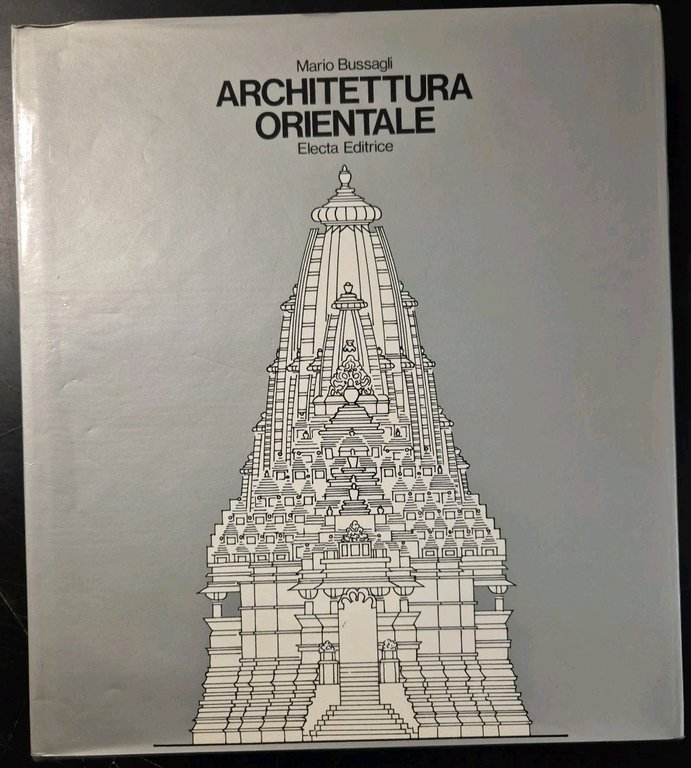 Mario Bussagli
ARCHITETTURA
ORIENTALE
Electa Editrice